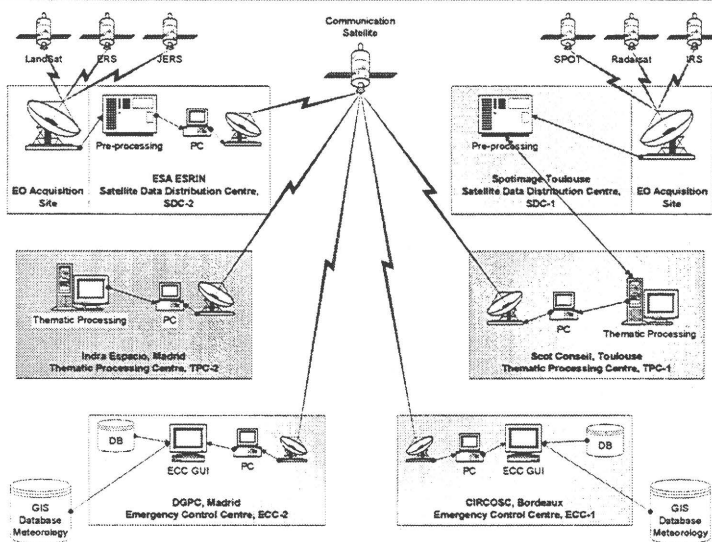 Communication
Satellite
LandSat
ERS
JERS
SPOT
Radarsat
IRS
Pre-processing
PC
ESA ESRIN
EO Acquisition
Site
Satellite Data Distribution Centre,
SDC-2
Pre-processing
Spotimage Toulouse
Satellite Data Distribution Centre,
SDC-1
EO Acquisition
Site
Thematic Processing
PC
Indra Espacio, Madrid
Thematic Processing Centre, TPC-2
PC
Thematic Processing
Scot Conseil, Toulouse
Thematic Processing Centre, TPC-1
DB
ECC GUI
PC
DGPC, Madrid
Emergency Control Centre, ECC-2
GIS
Database
Meteorology
PC
ECC GUI
DB
CIRCOSC, Bordeaux
Emergency Control Centre, ECC-1
GIS
Database
Meteorology